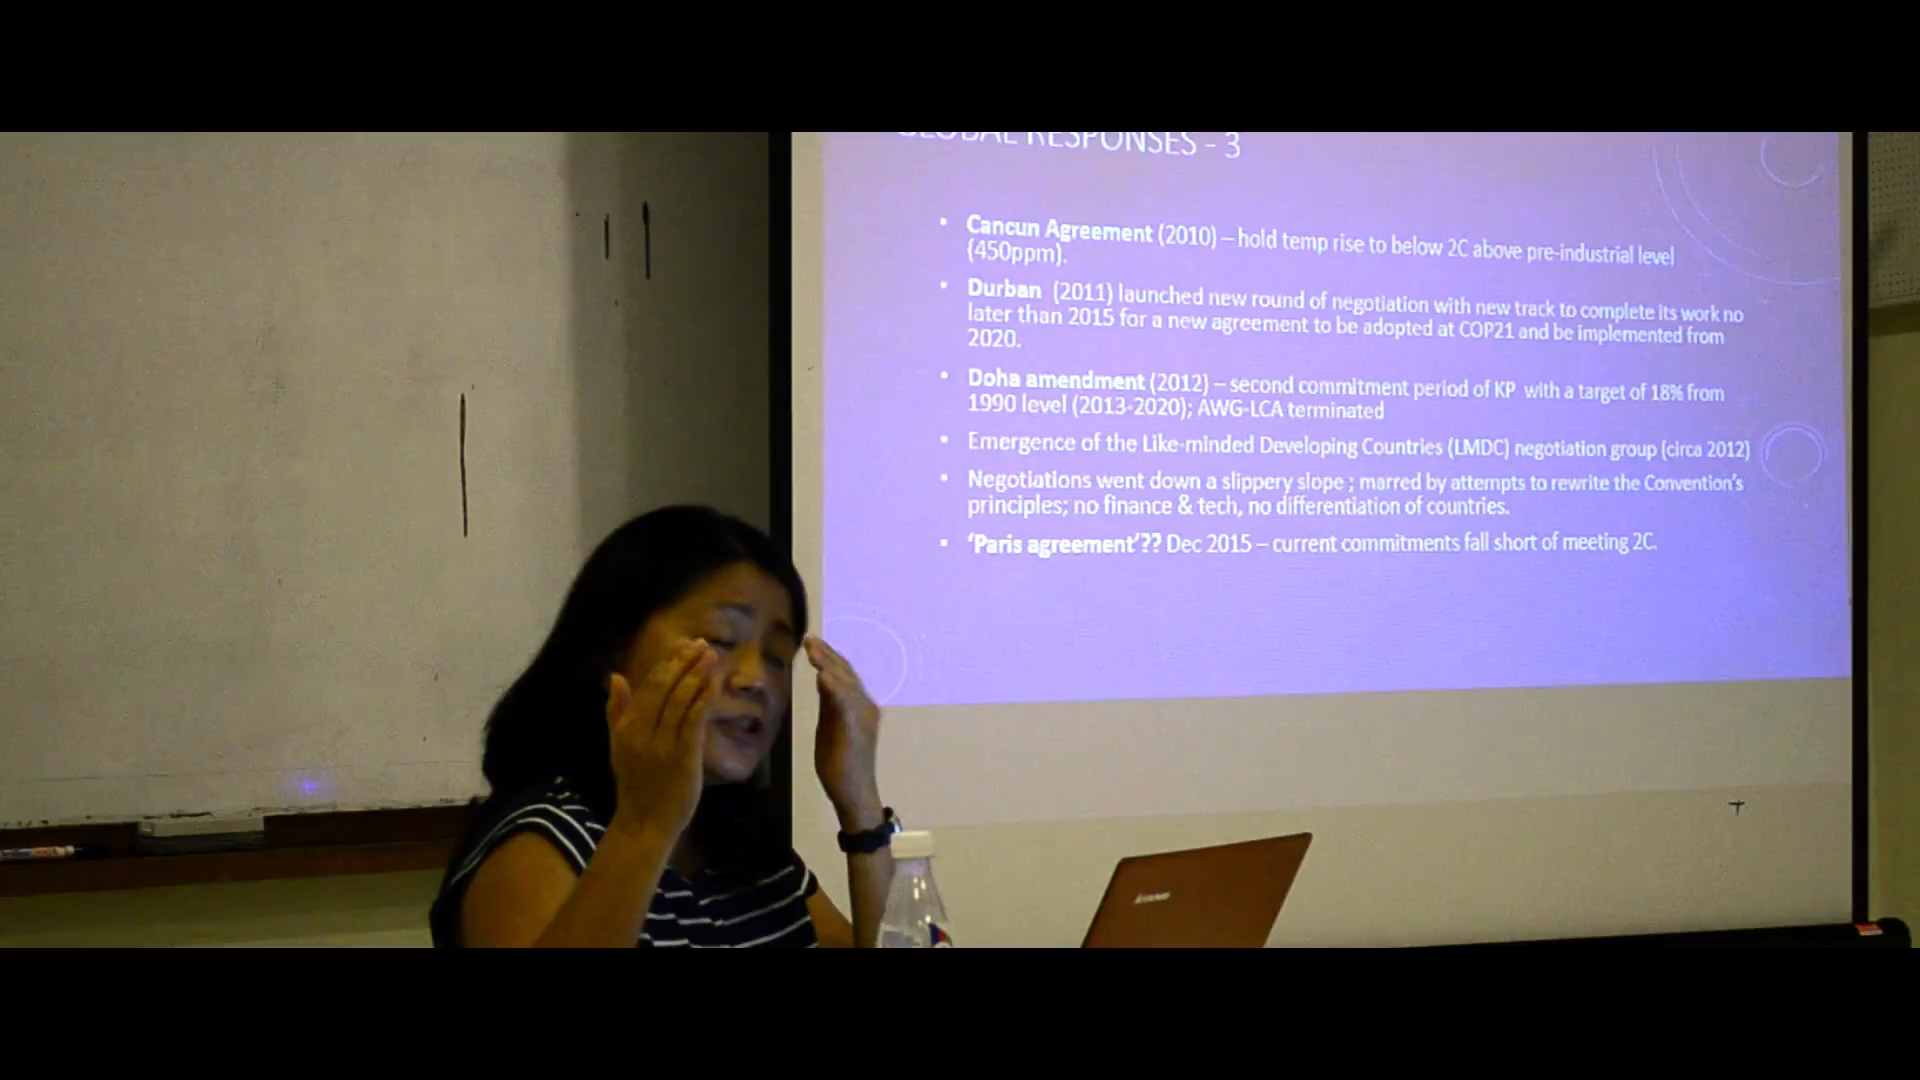 GLOBAL RESPONSES - 3
• Cancun Agreement (2010) – hold temp rise to below 2C above pre-industrial level
(450ppm).
• Durban (2011) launched new round of negotiation with new track to complete its work no
later than 2015 for a new agreement to be adopted at COP21 and be implemented from
2020.
• Doha amendment (2012) – second commitment period of KP with a target of 18% from
1990 level (2013-2020); AWG-LCA terminated
• Emergence of the Like-minded Developing Countries (LMDC) negotiation group (circa 2012)
• Negotiations went down a slippery slope ; marred by attempts to rewrite the Convention's
principles; no finance & tech, no differentiation of countries.
• ‘Paris agreement’?? Dec 2015 – current commitments fall short of meeting 2C.
lenovo